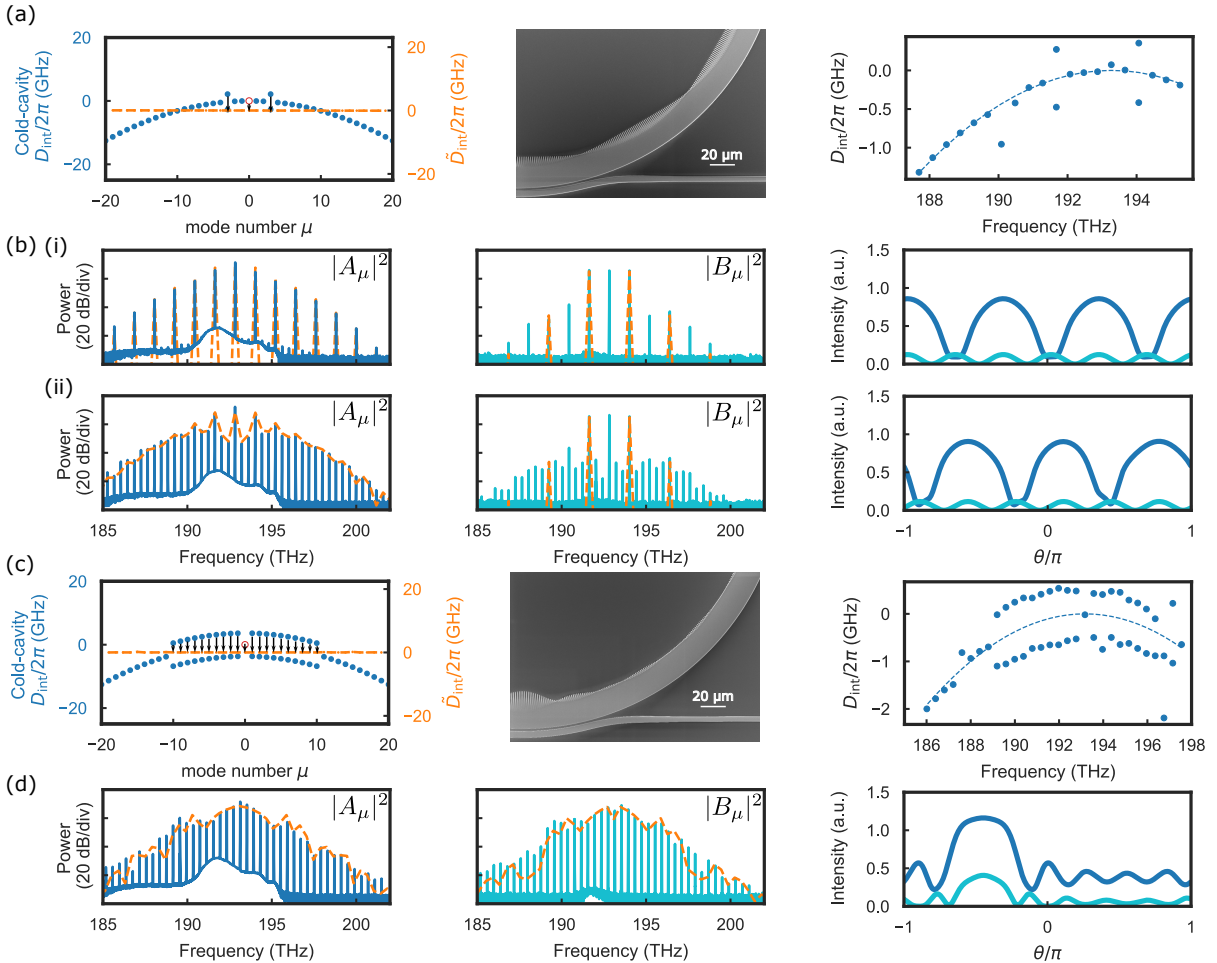 (a)
20
0
−20
Cold-cavity
D_int/2π (GHz)
−20
−10
0
10
20
mode number μ
20
0
−20
D̃_int/2π (GHz)
20 μm
0.0
−0.5
−1.0
D_int/2π (GHz)
188
190
192
194
Frequency (THz)
(b) (i)
Power
(20 dB/div)
|A_μ|²
|B_μ|²
1.5
1.0
0.5
0.0
Intensity (a.u.)
(ii)
Power
(20 dB/div)
|A_μ|²
185
190
195
200
Frequency (THz)
|B_μ|²
185
190
195
200
Frequency (THz)
1.5
1.0
0.5
0.0
Intensity (a.u.)
−1
0
1
θ/π
(c)
20
0
−20
Cold-cavity
D_int/2π (GHz)
−20
−10
0
10
20
mode number μ
20
0
−20
D̃_int/2π (GHz)
20 μm
0
−1
−2
D_int/2π (GHz)
186
188
190
192
194
196
198
Frequency (THz)
(d)
Power
(20 dB/div)
|A_μ|²
185
190
195
200
Frequency (THz)
|B_μ|²
185
190
195
200
Frequency (THz)
1.5
1.0
0.5
0.0
Intensity (a.u.)
−1
0
1
θ/π